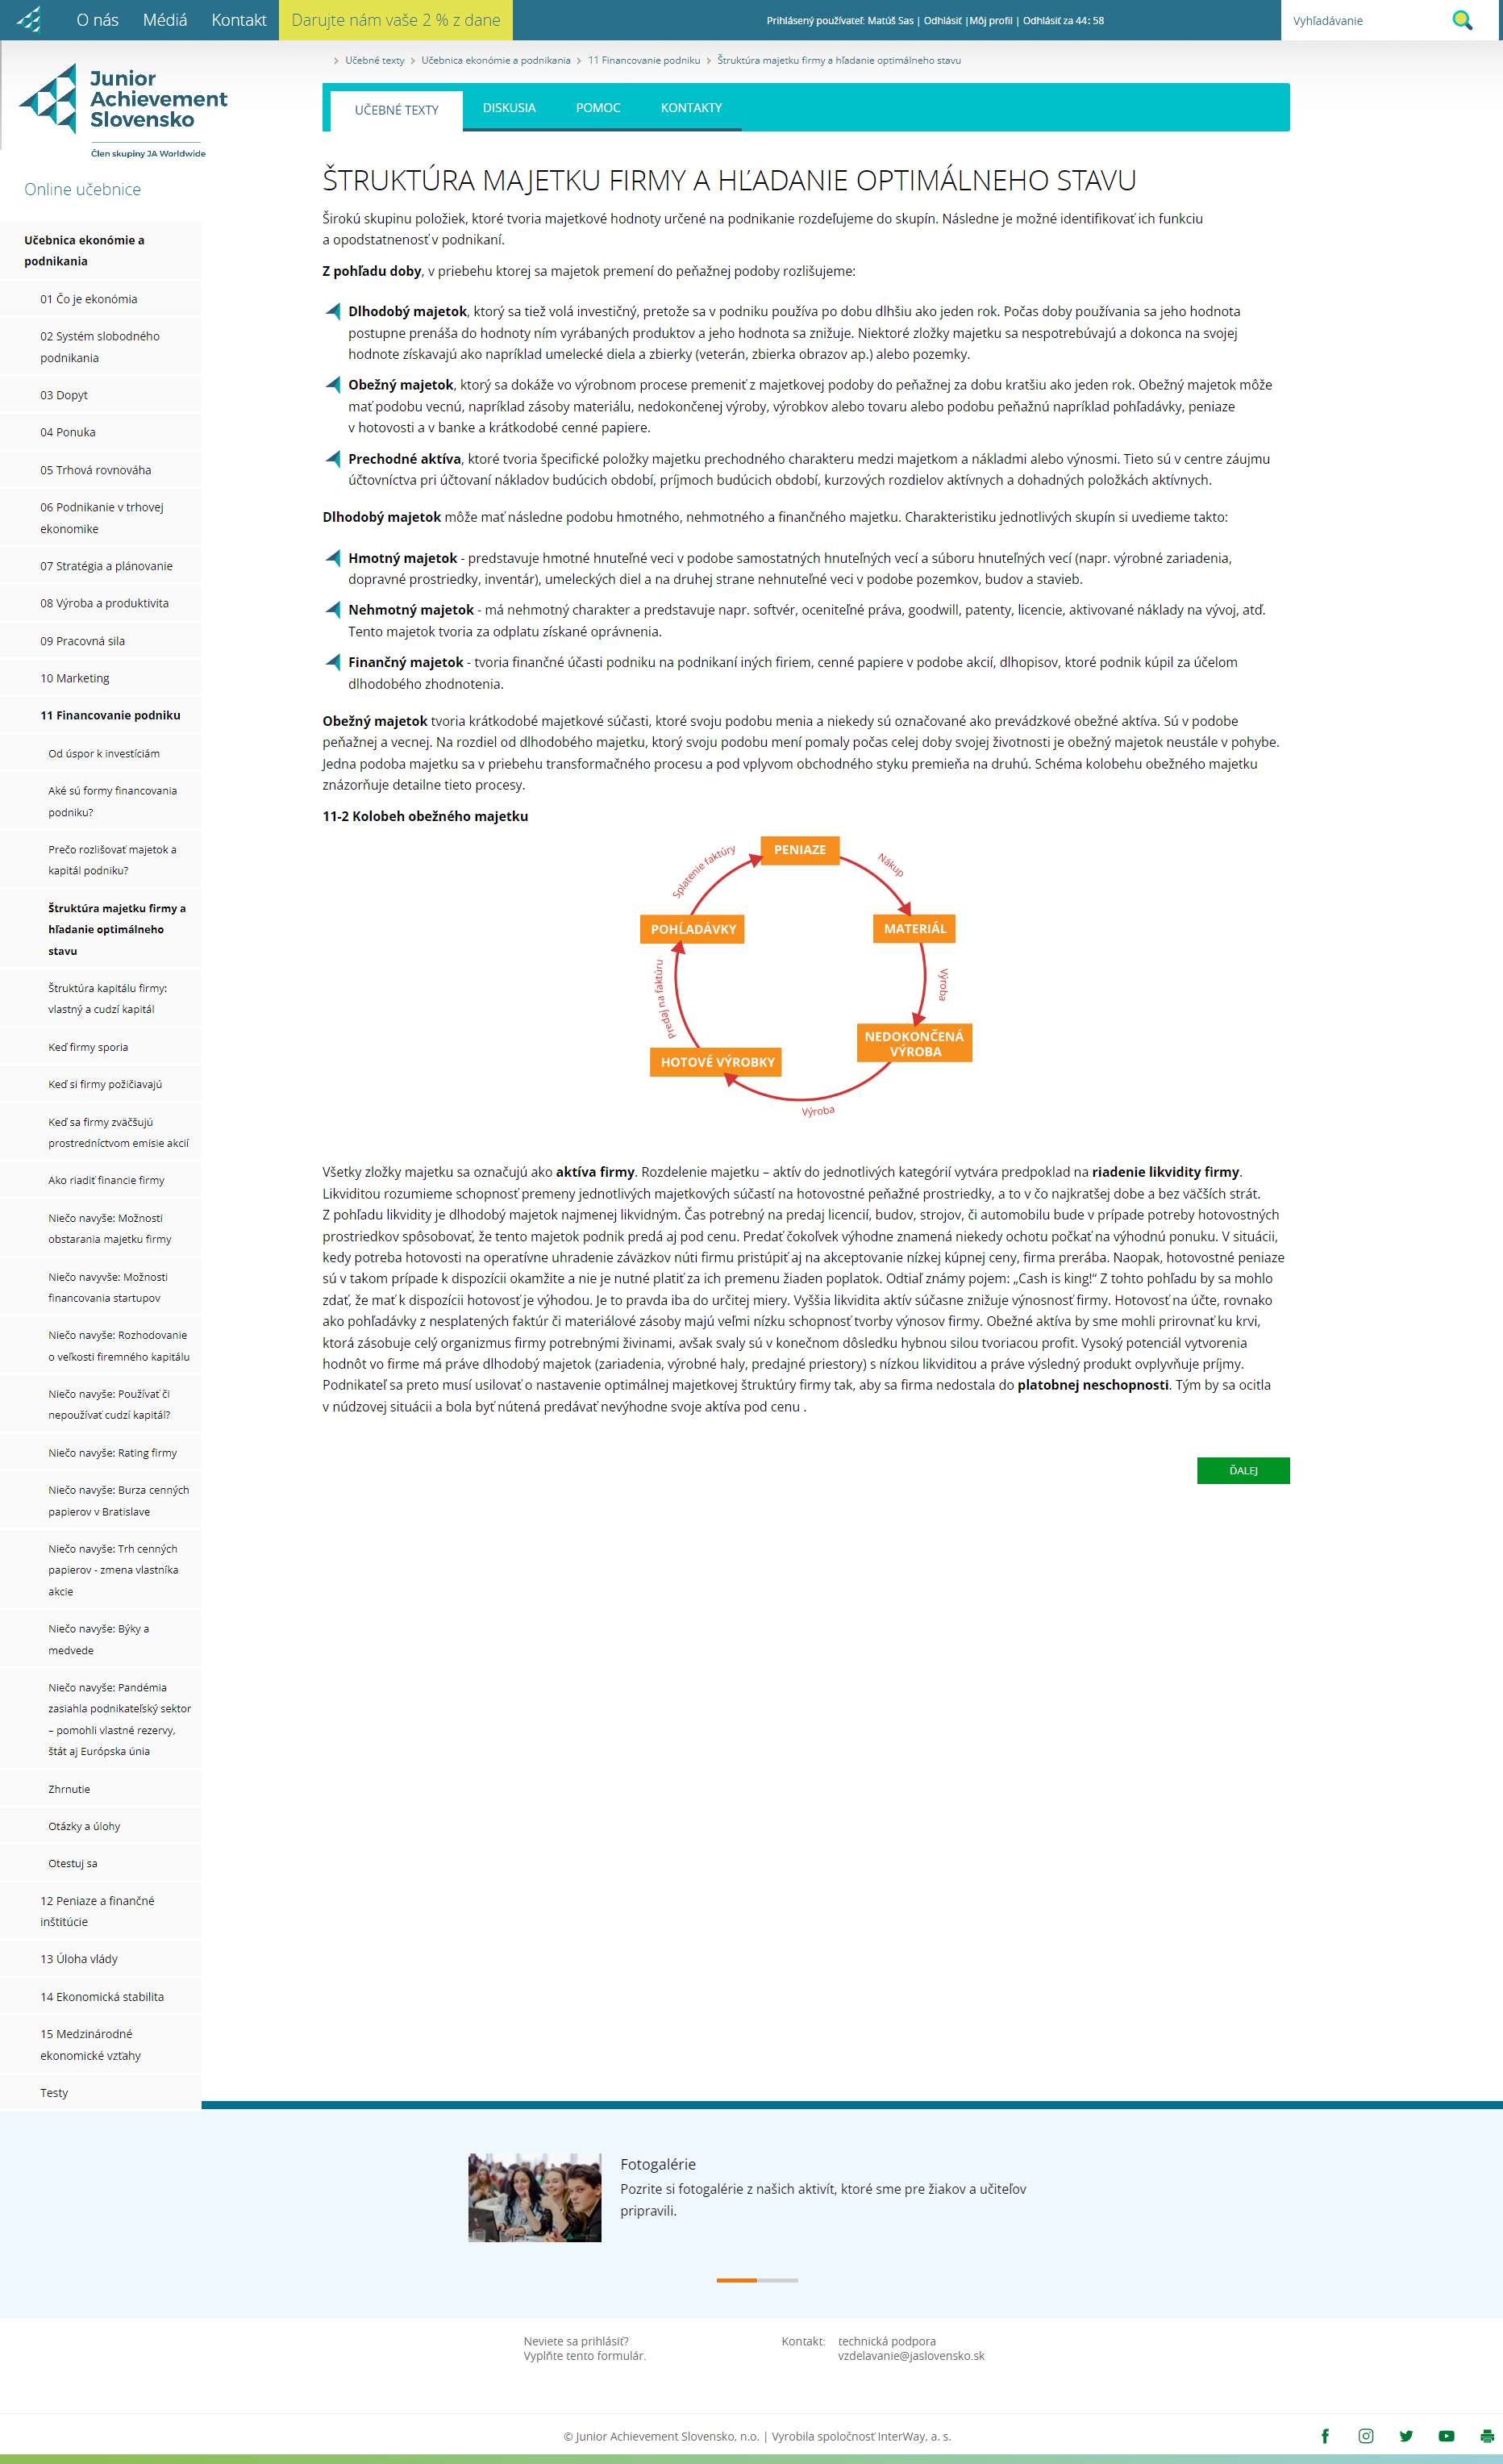 O nás Médiá Kontakt Darujte nám vaše 2 % z dane Prihlásený používateľ: Matúš Sas | Odhlásiť |Môj profil | Odhlásiť za 44: 58 Vyhľadávanie
Učebné texty Učebnica ekonómie a podnikania 11 Financovanie podniku Štruktúra majetku firmy a hľadanie optimálneho stavu
Junior
Achievement
Slovensko
Člen skupiny JA Worldwide
UČEBNÉ TEXTY DISKUSIA POMOC KONTAKTY
Online učebnice
Učebnica ekonómie a
podnikania
01 Čo je ekonómia
02 Systém slobodného
podnikania
03 Dopyt
04 Ponuka
05 Trhová rovnováha
06 Podnikanie v trhovej
ekonomike
07 Stratégia a plánovanie
08 Výroba a produktivita
09 Pracovná sila
10 Marketing
11 Financovanie podniku
Od úspor k investíciám
Aké sú formy financovania
podniku?
Prečo rozlišovať majetok a
kapitál podniku?
Štruktúra majetku firmy a
hľadanie optimálneho
stavu
Štruktúra kapitálu firmy:
vlastný a cudzí kapitál
Keď firmy sporia
Keď si firmy požičiavajú
Keď sa firmy zväčšujú
prostredníctvom emisie akcií
Ako riadiť financie firmy
Niečo navyše: Možnosti
obstarania majetku firmy
Niečo navyvše: Možnosti
financovania startupov
Niečo navyše: Rozhodovanie
o veľkosti firemného kapitálu
Niečo navyše: Používať či
nepoužívať cudzí kapitál?
Niečo navyše: Rating firmy
Niečo navyše: Burza cenných
papierov v Bratislave
Niečo navyše: Trh cenných
papierov - zmena vlastníka
akcie
Niečo navyše: Býky a
medvede
Niečo navyše: Pandémia
zasiahla podnikateľský sektor
– pomohli vlastné rezervy,
štát aj Európska únia
Zhrnutie
Otázky a úlohy
Otestuj sa
12 Peniaze a finančné
inštitúcie
13 Úloha vlády
14 Ekonomická stabilita
15 Medzinárodné
ekonomické vzťahy
Testy
ŠTRUKTÚRA MAJETKU FIRMY A HĽADANIE OPTIMÁLNEHO STAVU
Širokú skupinu položiek, ktoré tvoria majetkové hodnoty určené na podnikanie rozdeľujeme do skupín. Následne je možné identifikovať ich funkciu
a opodstatnenosť v podnikaní.
Z pohľadu doby, v priebehu ktorej sa majetok premení do peňažnej podoby rozlišujeme:
Dlhodobý majetok, ktorý sa tiež volá investičný, pretože sa v podniku používa po dobu dlhšiu ako jeden rok. Počas doby používania sa jeho hodnota
postupne prenáša do hodnoty ním vyrábaných produktov a jeho hodnota sa znižuje. Niektoré zložky majetku sa nespotrebúvajú a dokonca na svojej
hodnote získavajú ako napríklad umelecké diela a zbierky (veterán, zbierka obrazov ap.) alebo pozemky.
Obežný majetok, ktorý sa dokáže vo výrobnom procese premeniť z majetkovej podoby do peňažnej za dobu kratšiu ako jeden rok. Obežný majetok môže
mať podobu vecnú, napríklad zásoby materiálu, nedokončenej výroby, výrobkov alebo tovaru alebo podobu peňažnú napríklad pohľadávky, peniaze
v hotovosti a v banke a krátkodobé cenné papiere.
Prechodné aktíva, ktoré tvoria špecifické položky majetku prechodného charakteru medzi majetkom a nákladmi alebo výnosmi. Tieto sú v centre záujmu
účtovníctva pri účtovaní nákladov budúcich období, príjmoch budúcich období, kurzových rozdielov aktívnych a dohadných položkách aktívnych.
Dlhodobý majetok môže mať následne podobu hmotného, nehmotného a finančného majetku. Charakteristiku jednotlivých skupín si uvedieme takto:
Hmotný majetok - predstavuje hmotné hnuteľné veci v podobe samostatných hnuteľných vecí a súboru hnuteľných vecí (napr. výrobné zariadenia,
dopravné prostriedky, inventár), umeleckých diel a na druhej strane nehnuteľné veci v podobe pozemkov, budov a stavieb.
Nehmotný majetok - má nehmotný charakter a predstavuje napr. softvér, oceniteľné práva, goodwill, patenty, licencie, aktivované náklady na vývoj, atď.
Tento majetok tvoria za odplatu získané oprávnenia.
Finančný majetok - tvoria finančné účasti podniku na podnikaní iných firiem, cenné papiere v podobe akcií, dlhopisov, ktoré podnik kúpil za účelom
dlhodobého zhodnotenia.
Obežný majetok tvoria krátkodobé majetkové súčasti, ktoré svoju podobu menia a niekedy sú označované ako prevádzkové obežné aktíva. Sú v podobe
peňažnej a vecnej. Na rozdiel od dlhodobého majetku, ktorý svoju podobu mení pomaly počas celej doby svojej životnosti je obežný majetok neustále v pohybe.
Jedna podoba majetku sa v priebehu transformačného procesu a pod vplyvom obchodného styku premieňa na druhú. Schéma kolobehu obežného majetku
znázorňuje detailne tieto procesy.
11-2 Kolobeh obežného majetku
PENIAZE
Nákup
MATERIÁL
Výroba
NEDOKONČENÁ
VÝROBA
Výroba
HOTOVÉ VÝROBKY
Predaj na faktúru
POHĹADÁVKY
Splatenie faktúry
Všetky zložky majetku sa označujú ako aktíva firmy. Rozdelenie majetku – aktív do jednotlivých kategórií vytvára predpoklad na riadenie likvidity firmy.
Likviditou rozumieme schopnosť premeny jednotlivých majetkových súčastí na hotovostné peňažné prostriedky, a to v čo najkratšej dobe a bez väčších strát.
Z pohľadu likvidity je dlhodobý majetok najmenej likvidným. Čas potrebný na predaj licencií, budov, strojov, či automobilu bude v prípade potreby hotovostných
prostriedkov spôsobovať, že tento majetok podnik predá aj pod cenu. Predať čokoľvek výhodne znamená niekedy ochotu počkať na výhodnú ponuku. V situácii,
kedy potreba hotovosti na operatívne uhradenie záväzkov núti firmu pristúpiť aj na akceptovanie nízkej kúpnej ceny, firma prerába. Naopak, hotovostné peniaze
sú v takom prípade k dispozícii okamžite a nie je nutné platiť za ich premenu žiaden poplatok. Odtiaľ známy pojem: „Cash is king!“ Z tohto pohľadu by sa mohlo
zdať, že mať k dispozícii hotovosť je výhodou. Je to pravda iba do určitej miery. Vyššia likvidita aktív súčasne znižuje výnosnosť firmy. Hotovosť na účte, rovnako
ako pohľadávky z nesplatených faktúr či materiálové zásoby majú veľmi nízku schopnosť tvorby výnosov firmy. Obežné aktíva by sme mohli prirovnať ku krvi,
ktorá zásobuje celý organizmus firmy potrebnými živinami, avšak svaly sú v konečnom dôsledku hybnou silou tvoriacou profit. Vysoký potenciál vytvorenia
hodnôt vo firme má práve dlhodobý majetok (zariadenia, výrobné haly, predajné priestory) s nízkou likviditou a práve výsledný produkt ovplyvňuje príjmy.
Podnikateľ sa preto musí usilovať o nastavenie optimálnej majetkovej štruktúry firmy tak, aby sa firma nedostala do platobnej neschopnosti. Tým by sa ocitla
v núdzovej situácii a bola byť nútená predávať nevýhodne svoje aktíva pod cenu .
ĎALEJ
Fotogalérie
Pozrite si fotogalérie z našich aktivít, ktoré sme pre žiakov a učiteľov
pripravili.
Neviete sa prihlásiť?
Vyplňte tento formulár.
Kontakt: technická podpora
vzdelavanie@jaslovensko.sk
© Junior Achievement Slovensko, n.o. | Vyrobila spoločnosť InterWay, a. s.